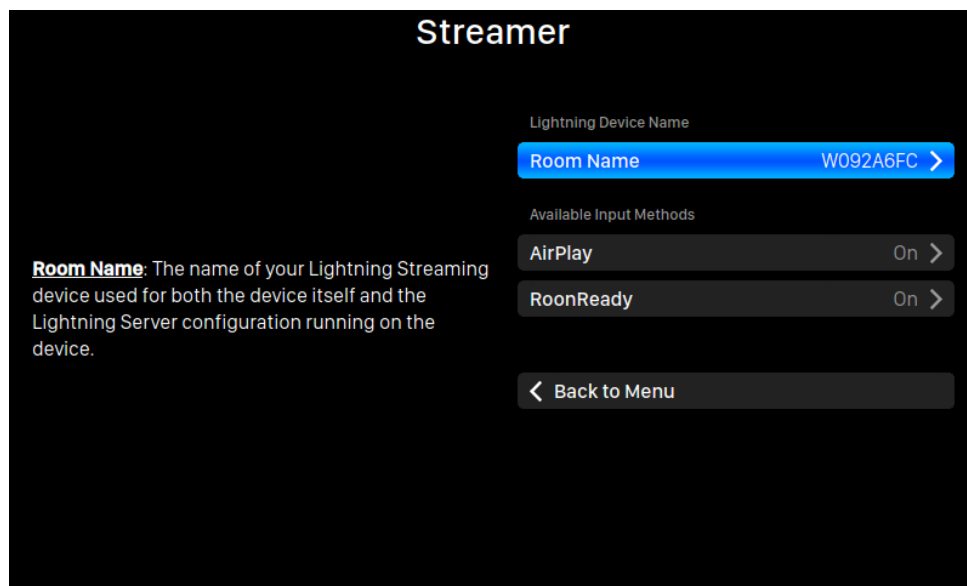 Streamer
Lightning Device Name
Room Name W092A6FC
Available Input Methods
AirPlay On
RoonReady On
Back to Menu
Room Name: The name of your Lightning Streaming
device used for both the device itself and the
Lightning Server configuration running on the
device.